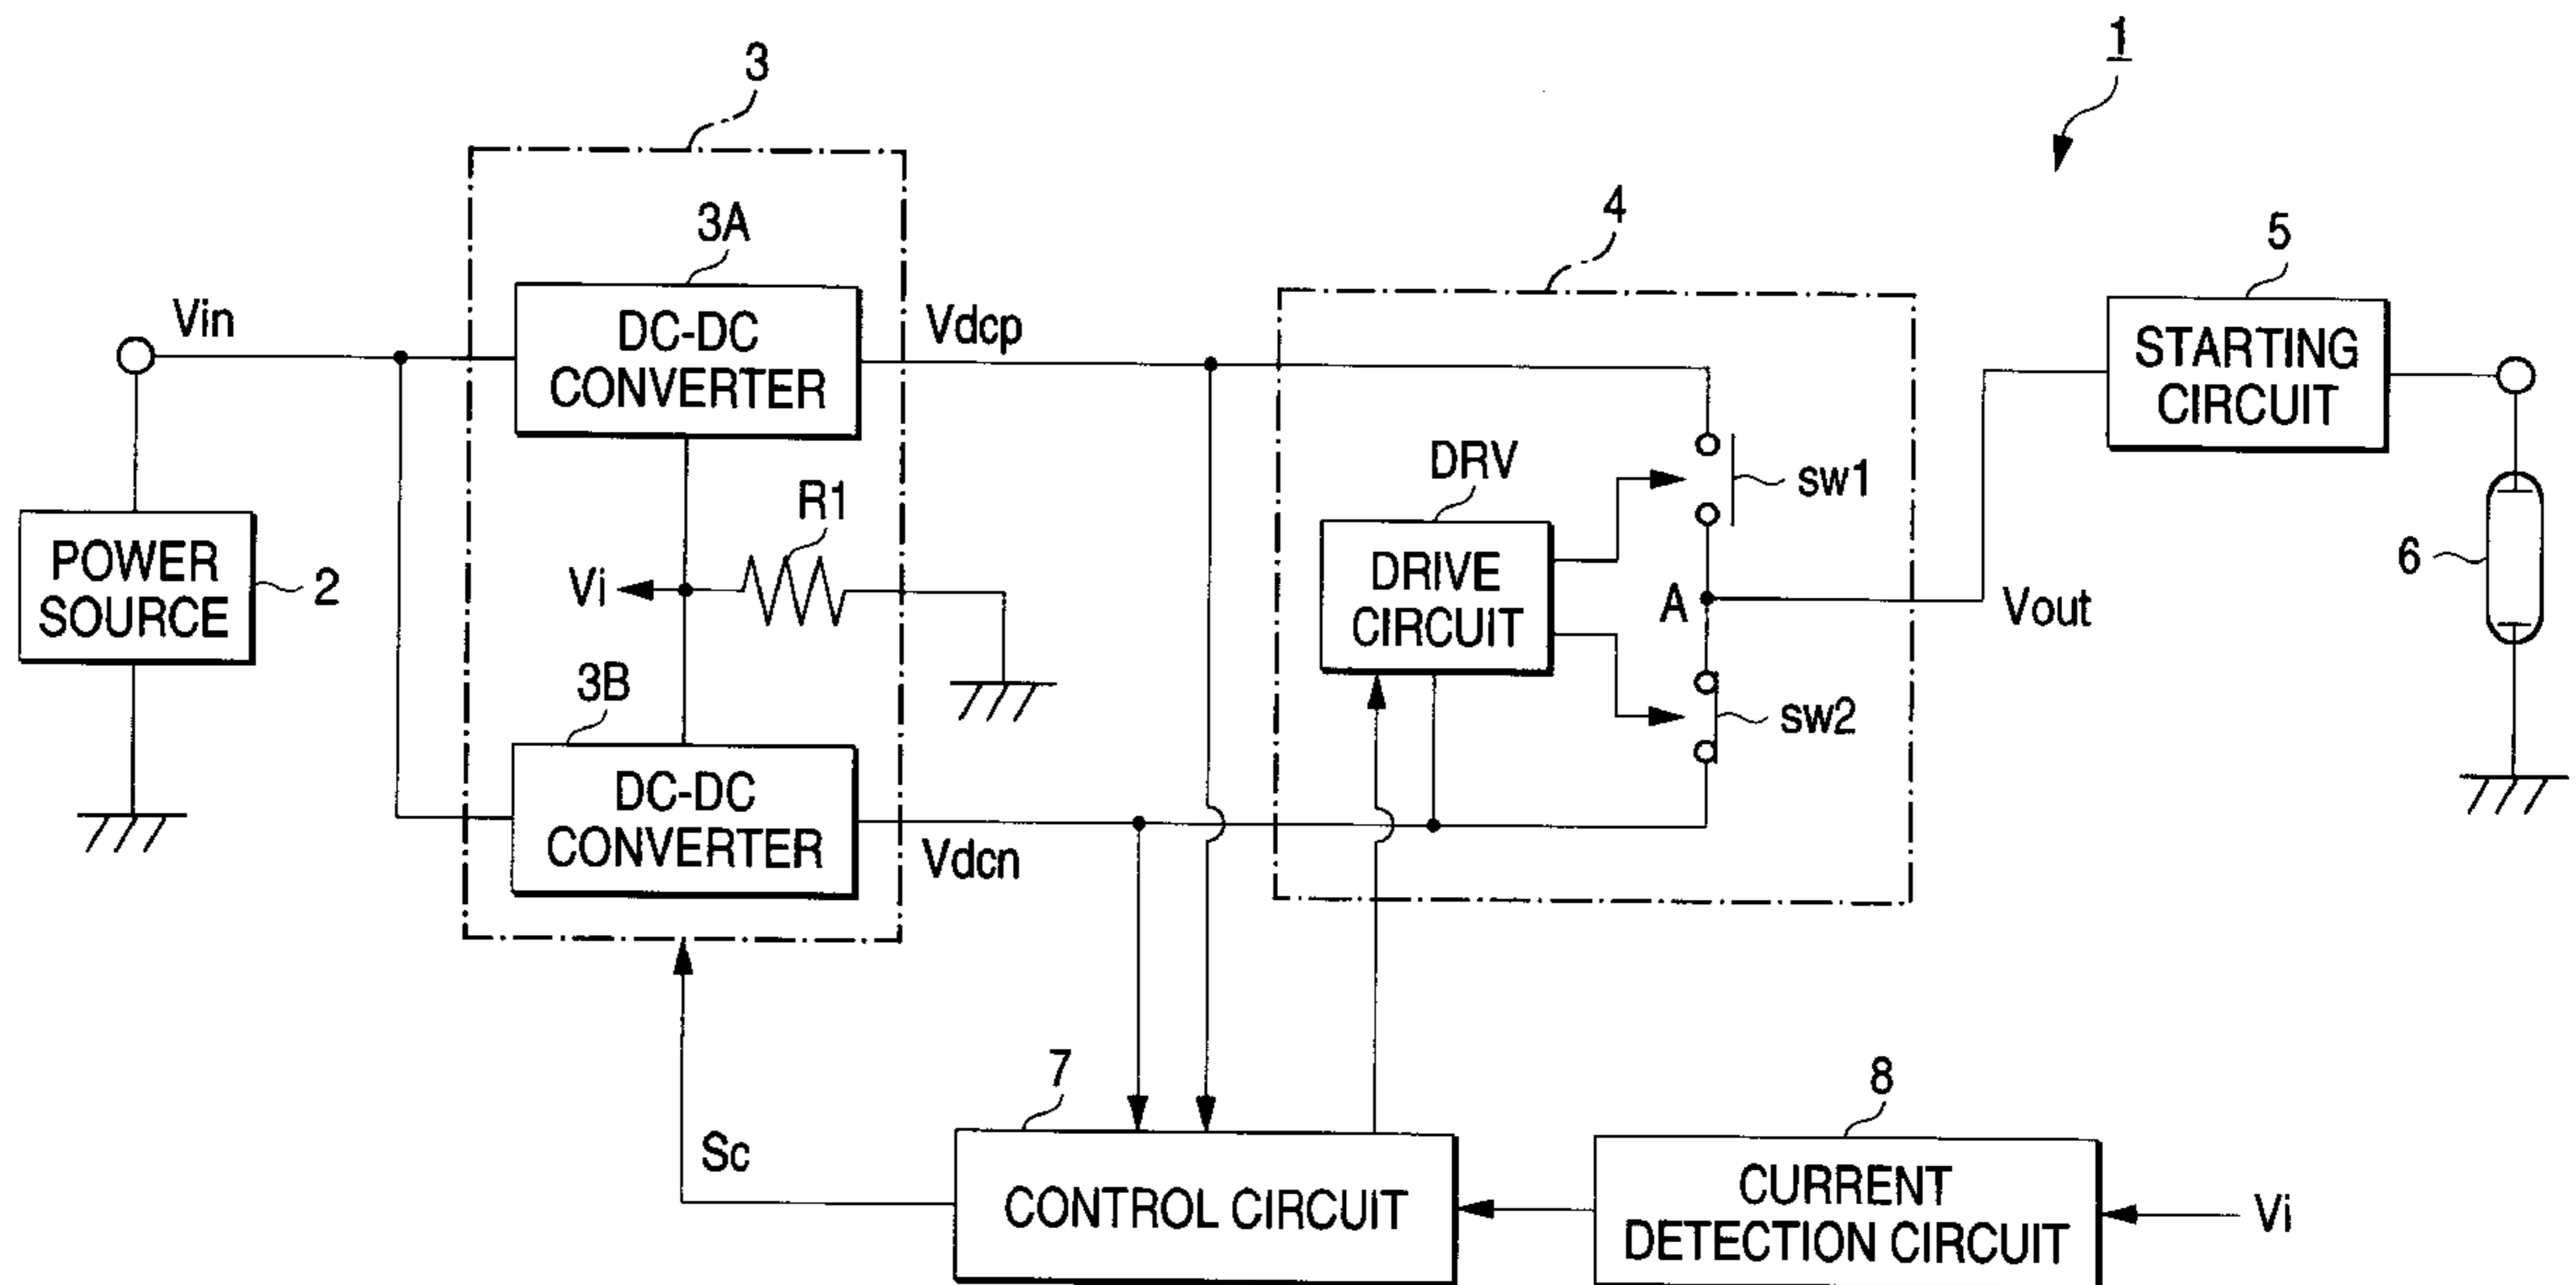 1
3
3A
4
5
Vin
DC-DC
CONVERTER
Vdcp
STARTING
CIRCUIT
DRV
sw1
R1
POWER
SOURCE
2
Vi
DRIVE
CIRCUIT
A
Vout
6
3B
sw2
DC-DC
CONVERTER
Vdcn
7
8
Sc
CONTROL CIRCUIT
CURRENT
DETECTION CIRCUIT
Vi